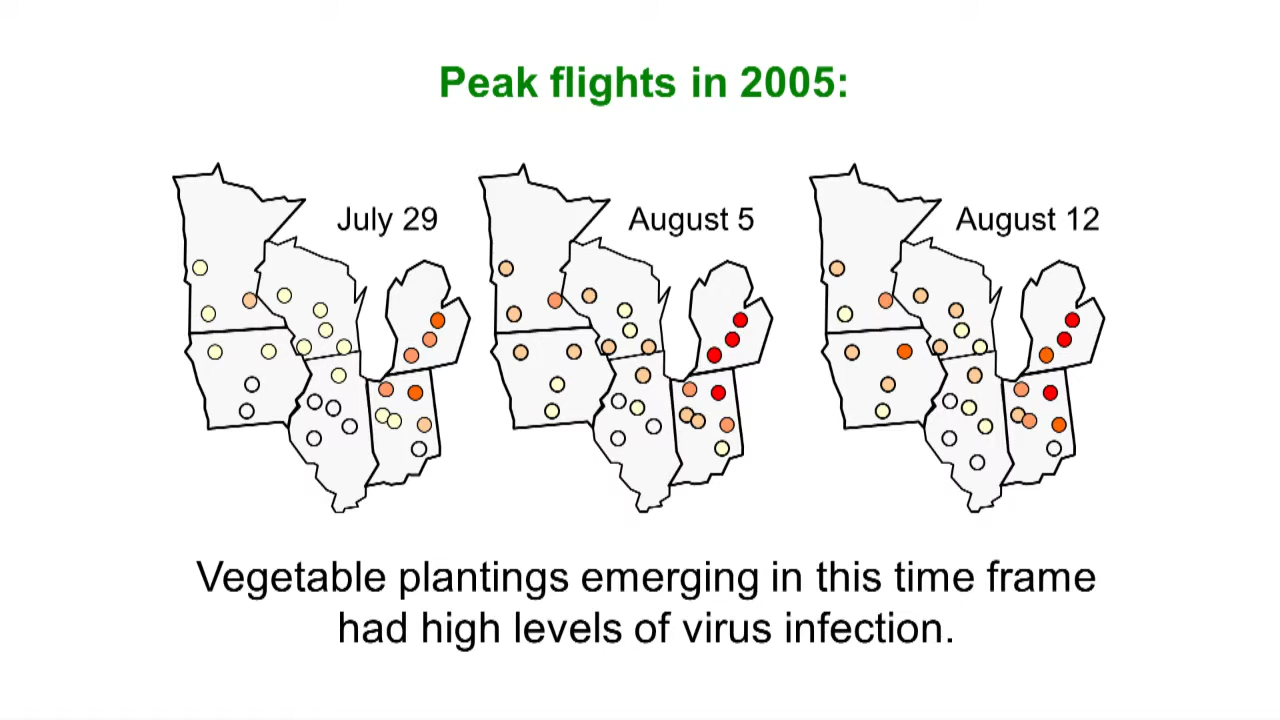 Peak flights in 2005:
July 29
August 5
August 12
Vegetable plantings emerging in this time frame
had high levels of virus infection.